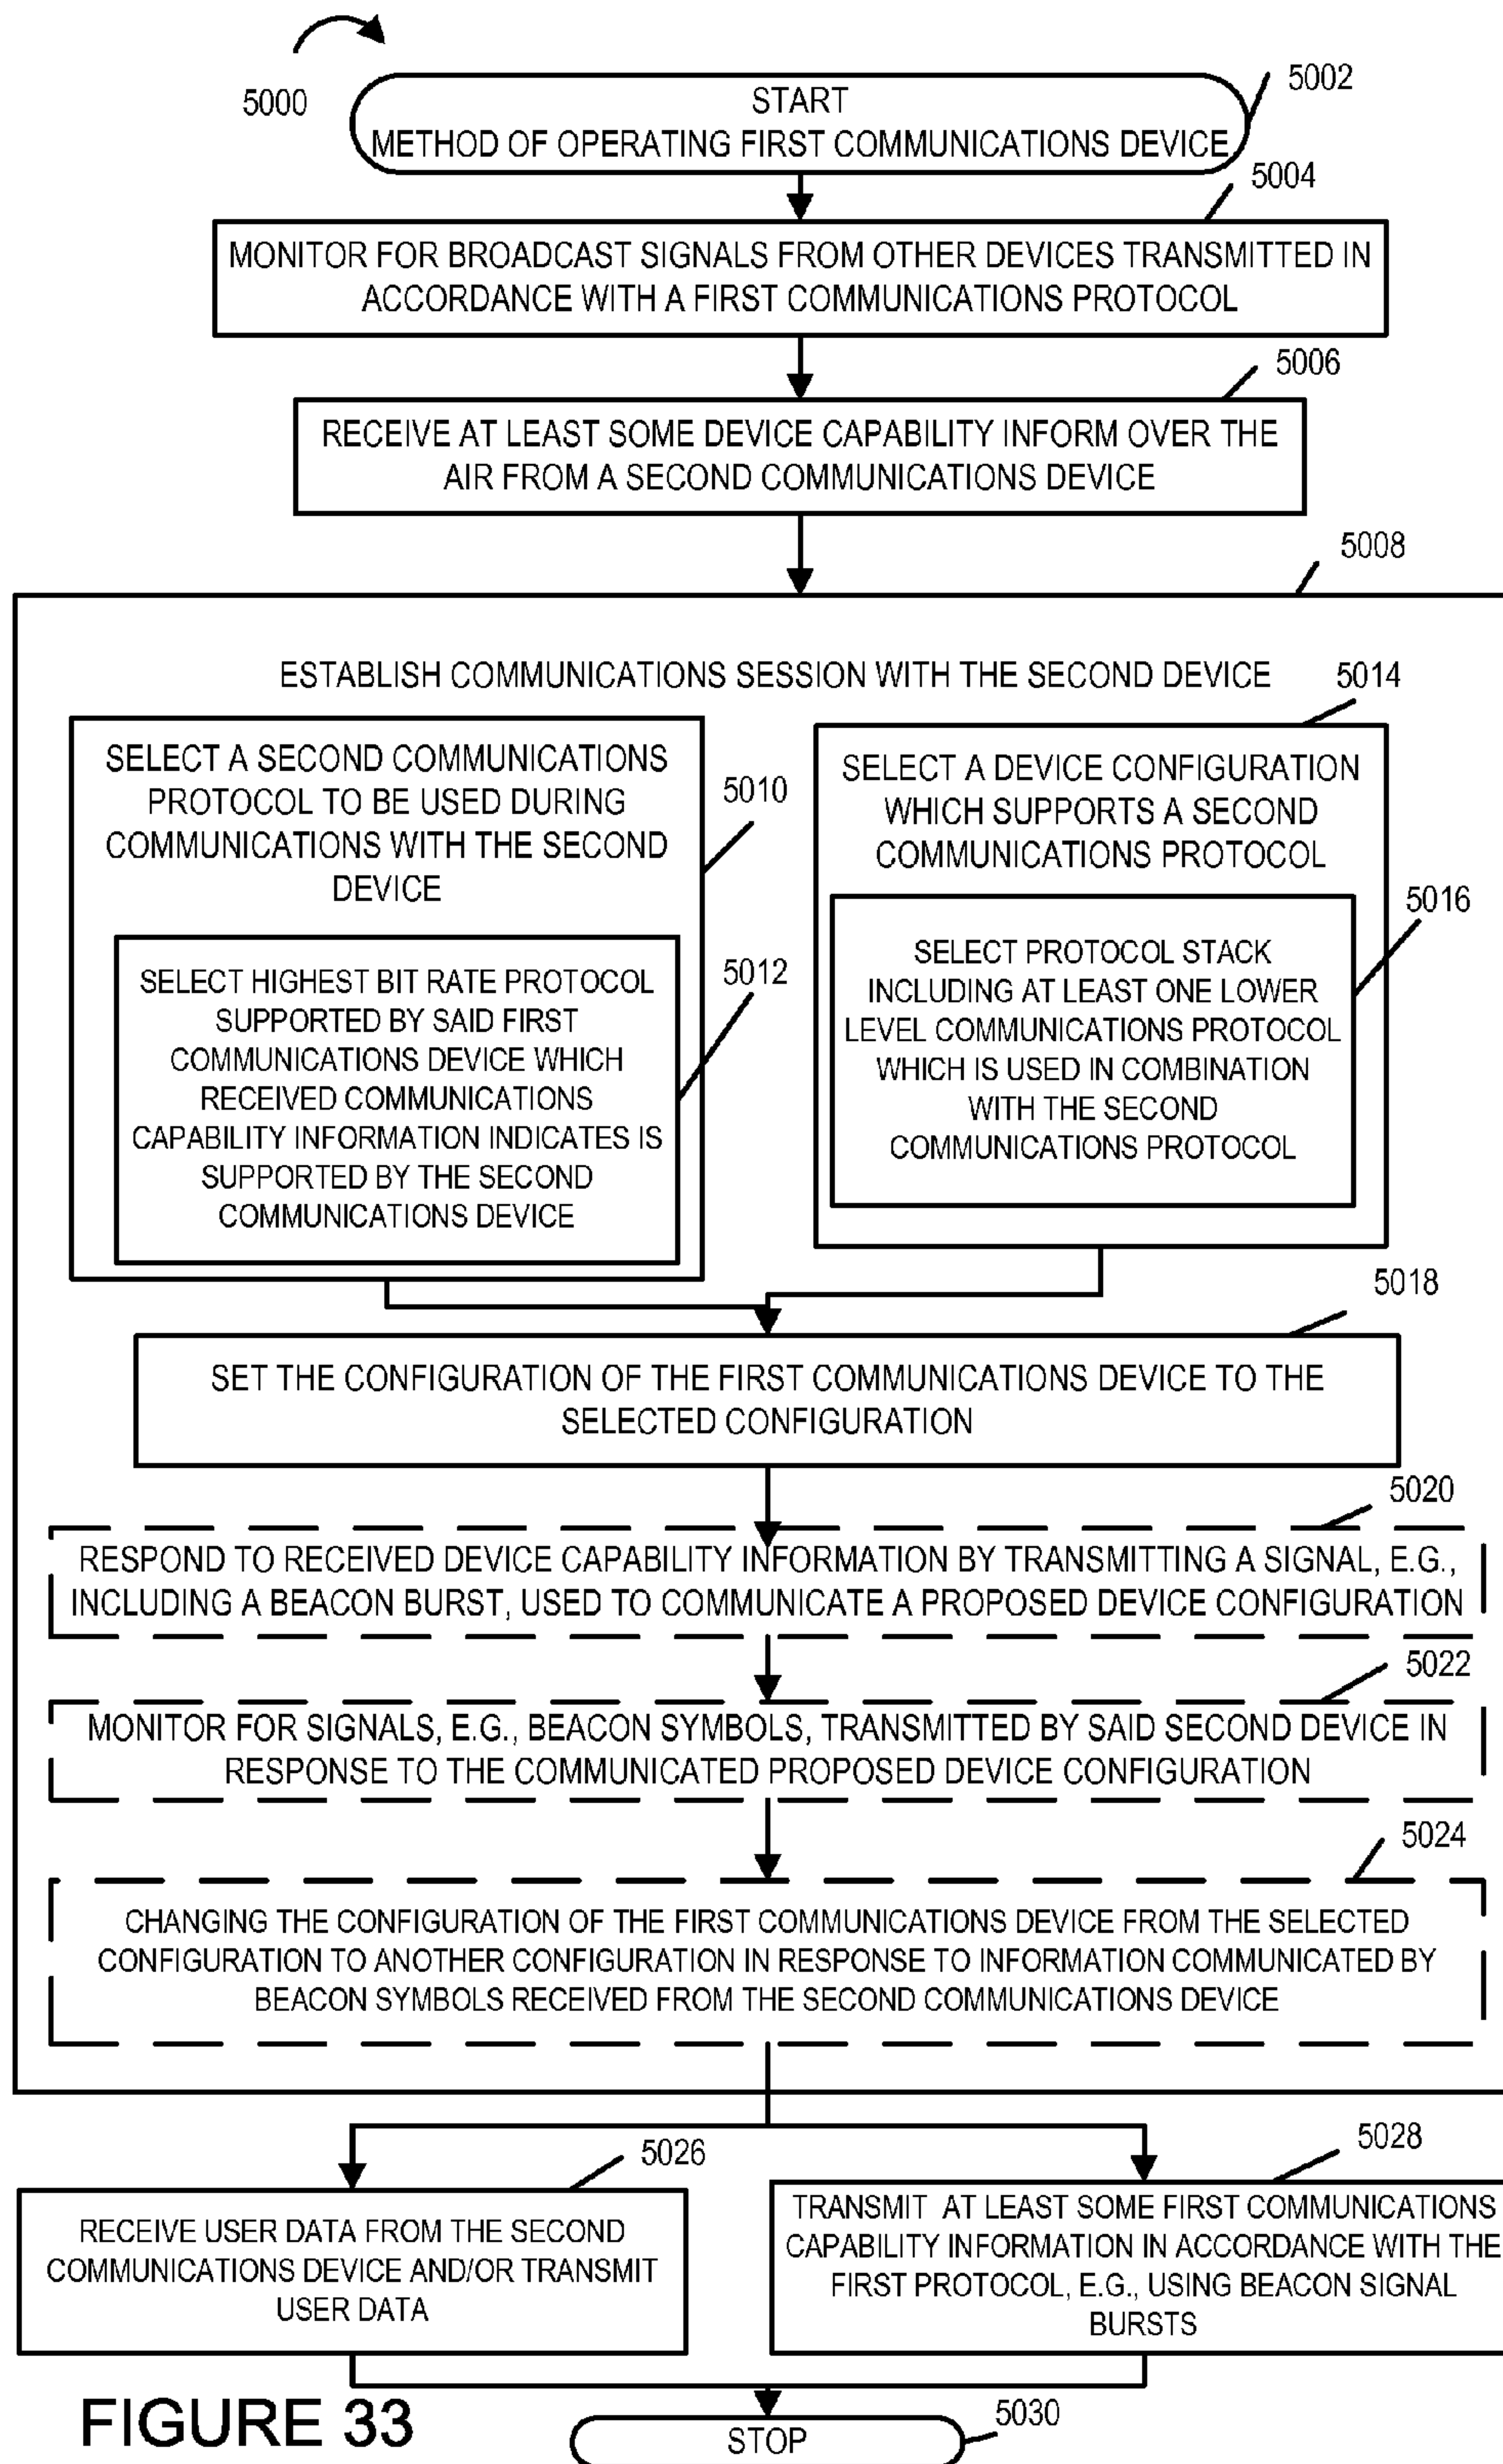 5000
START
METHOD OF OPERATING FIRST COMMUNICATIONS DEVICE
5002
5004
MONITOR FOR BROADCAST SIGNALS FROM OTHER DEVICES TRANSMITTED IN
ACCORDANCE WITH A FIRST COMMUNICATIONS PROTOCOL
5006
RECEIVE AT LEAST SOME DEVICE CAPABILITY INFORM OVER THE
AIR FROM A SECOND COMMUNICATIONS DEVICE
5008
ESTABLISH COMMUNICATIONS SESSION WITH THE SECOND DEVICE
SELECT A SECOND COMMUNICATIONS
PROTOCOL TO BE USED DURING
COMMUNICATIONS WITH THE SECOND
DEVICE
5010
SELECT HIGHEST BIT RATE PROTOCOL
SUPPORTED BY SAID FIRST
COMMUNICATIONS DEVICE WHICH
RECEIVED COMMUNICATIONS
CAPABILITY INFORMATION INDICATES IS
SUPPORTED BY THE SECOND
COMMUNICATIONS DEVICE
5012
5014
SELECT A DEVICE CONFIGURATION
WHICH SUPPORTS A SECOND
COMMUNICATIONS PROTOCOL
5016
SELECT PROTOCOL STACK
INCLUDING AT LEAST ONE LOWER
LEVEL COMMUNICATIONS PROTOCOL
WHICH IS USED IN COMBINATION
WITH THE SECOND
COMMUNICATIONS PROTOCOL
5018
SET THE CONFIGURATION OF THE FIRST COMMUNICATIONS DEVICE TO THE
SELECTED CONFIGURATION
5020
RESPOND TO RECEIVED DEVICE CAPABILITY INFORMATION BY TRANSMITTING A SIGNAL, E.G.,
INCLUDING A BEACON BURST, USED TO COMMUNICATE A PROPOSED DEVICE CONFIGURATION
5022
MONITOR FOR SIGNALS, E.G., BEACON SYMBOLS, TRANSMITTED BY SAID SECOND DEVICE IN
RESPONSE TO THE COMMUNICATED PROPOSED DEVICE CONFIGURATION
5024
CHANGING THE CONFIGURATION OF THE FIRST COMMUNICATIONS DEVICE FROM THE SELECTED
CONFIGURATION TO ANOTHER CONFIGURATION IN RESPONSE TO INFORMATION COMMUNICATED BY
BEACON SYMBOLS RECEIVED FROM THE SECOND COMMUNICATIONS DEVICE
5026
RECEIVE USER DATA FROM THE SECOND
COMMUNICATIONS DEVICE AND/OR TRANSMIT
USER DATA
5028
TRANSMIT AT LEAST SOME FIRST COMMUNICATIONS
CAPABILITY INFORMATION IN ACCORDANCE WITH THE
FIRST PROTOCOL, E.G., USING BEACON SIGNAL
BURSTS
FIGURE 33
STOP
5030